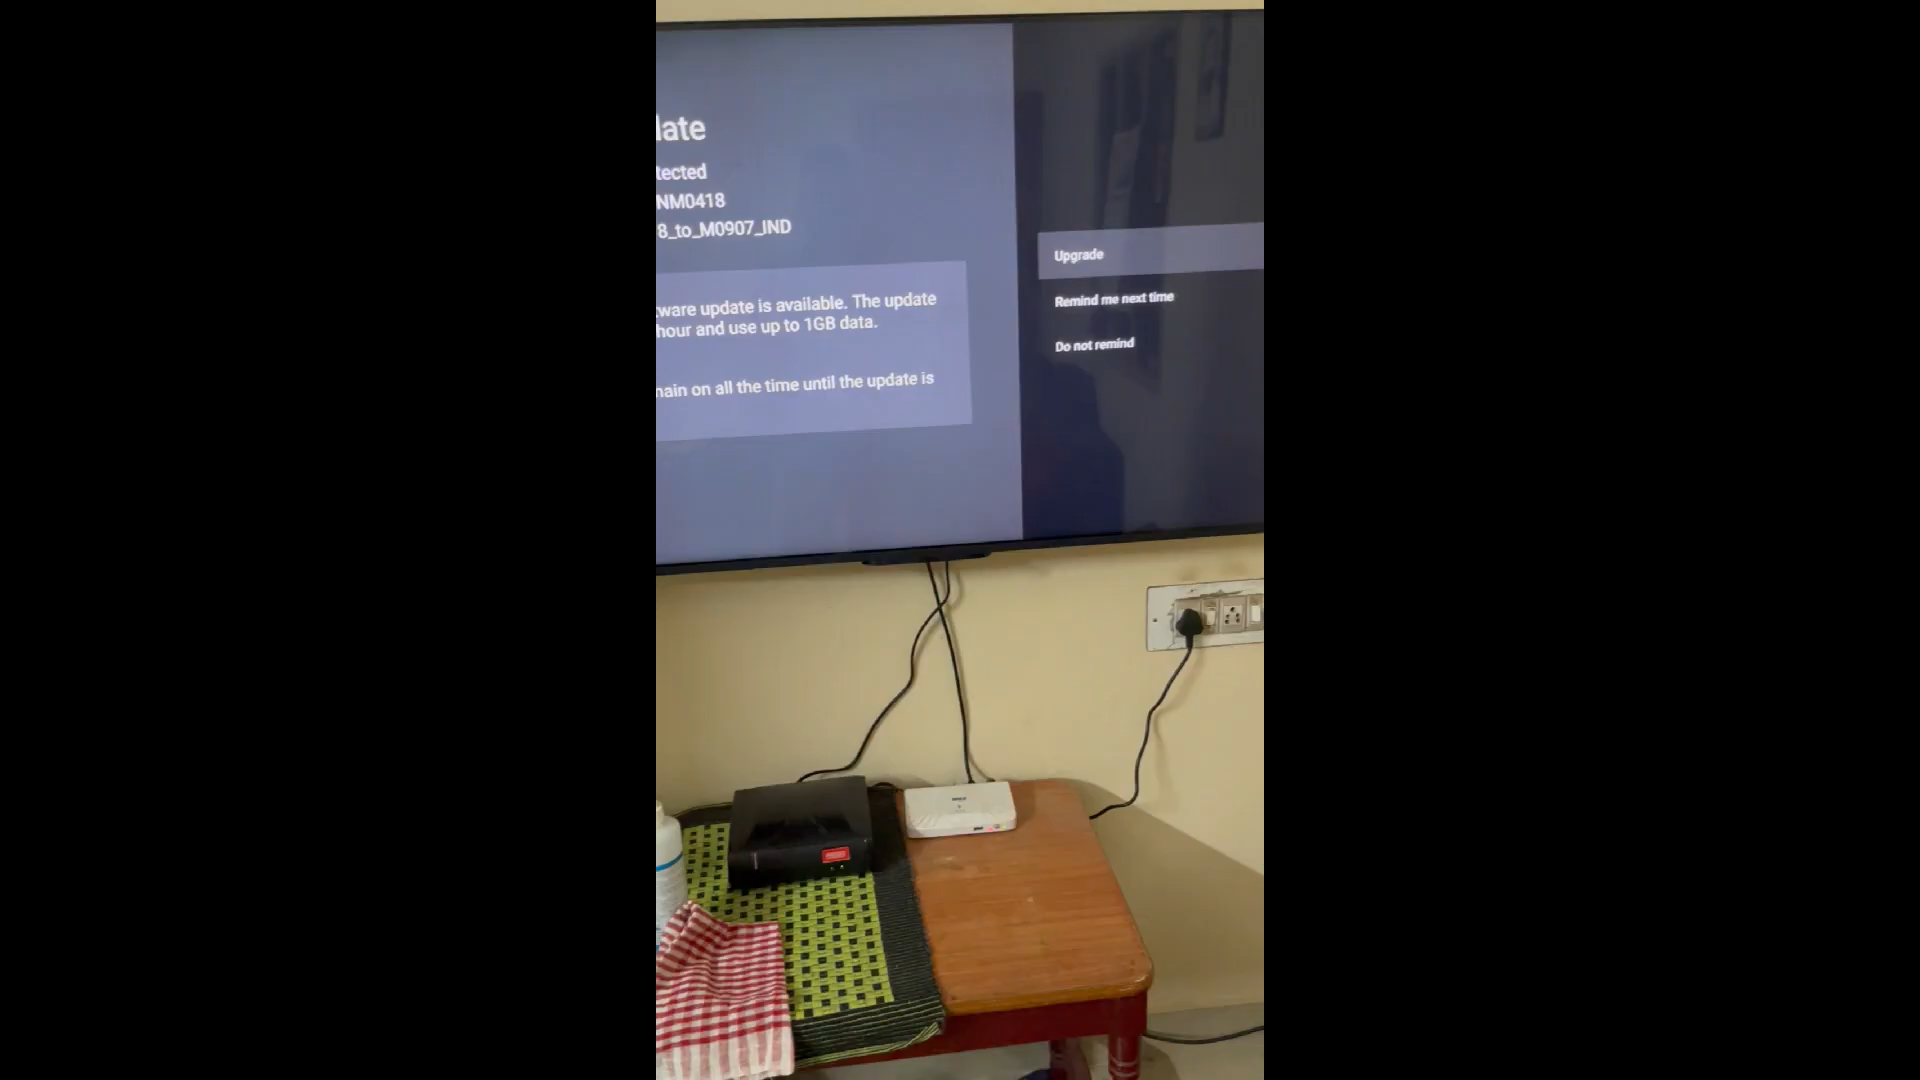 late
tected
NM0418
8_to_M0907_IND
tware update is available. The update
hour and use up to 1GB data.
main on all the time until the update is
Upgrade
Remind me next time
Do not remind